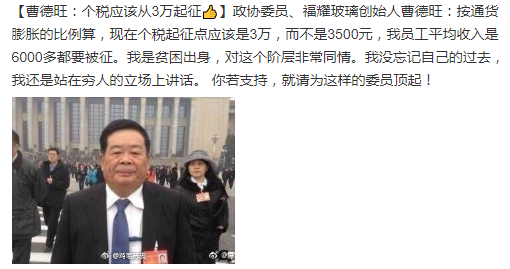 【曹德旺：个税应该从3万起征👍】政协委员、福耀玻璃创始人曹德旺：按通货
膨胀的比例算，现在个税起征点应该是3万，而不是3500元，我员工平均收入是
6000多都要被征。我是贫困出身，对这个阶层非常同情。我没忘记自己的过去，
我还是站在穷人的立场上讲话。 你若支持，就请为这样的委员顶起！